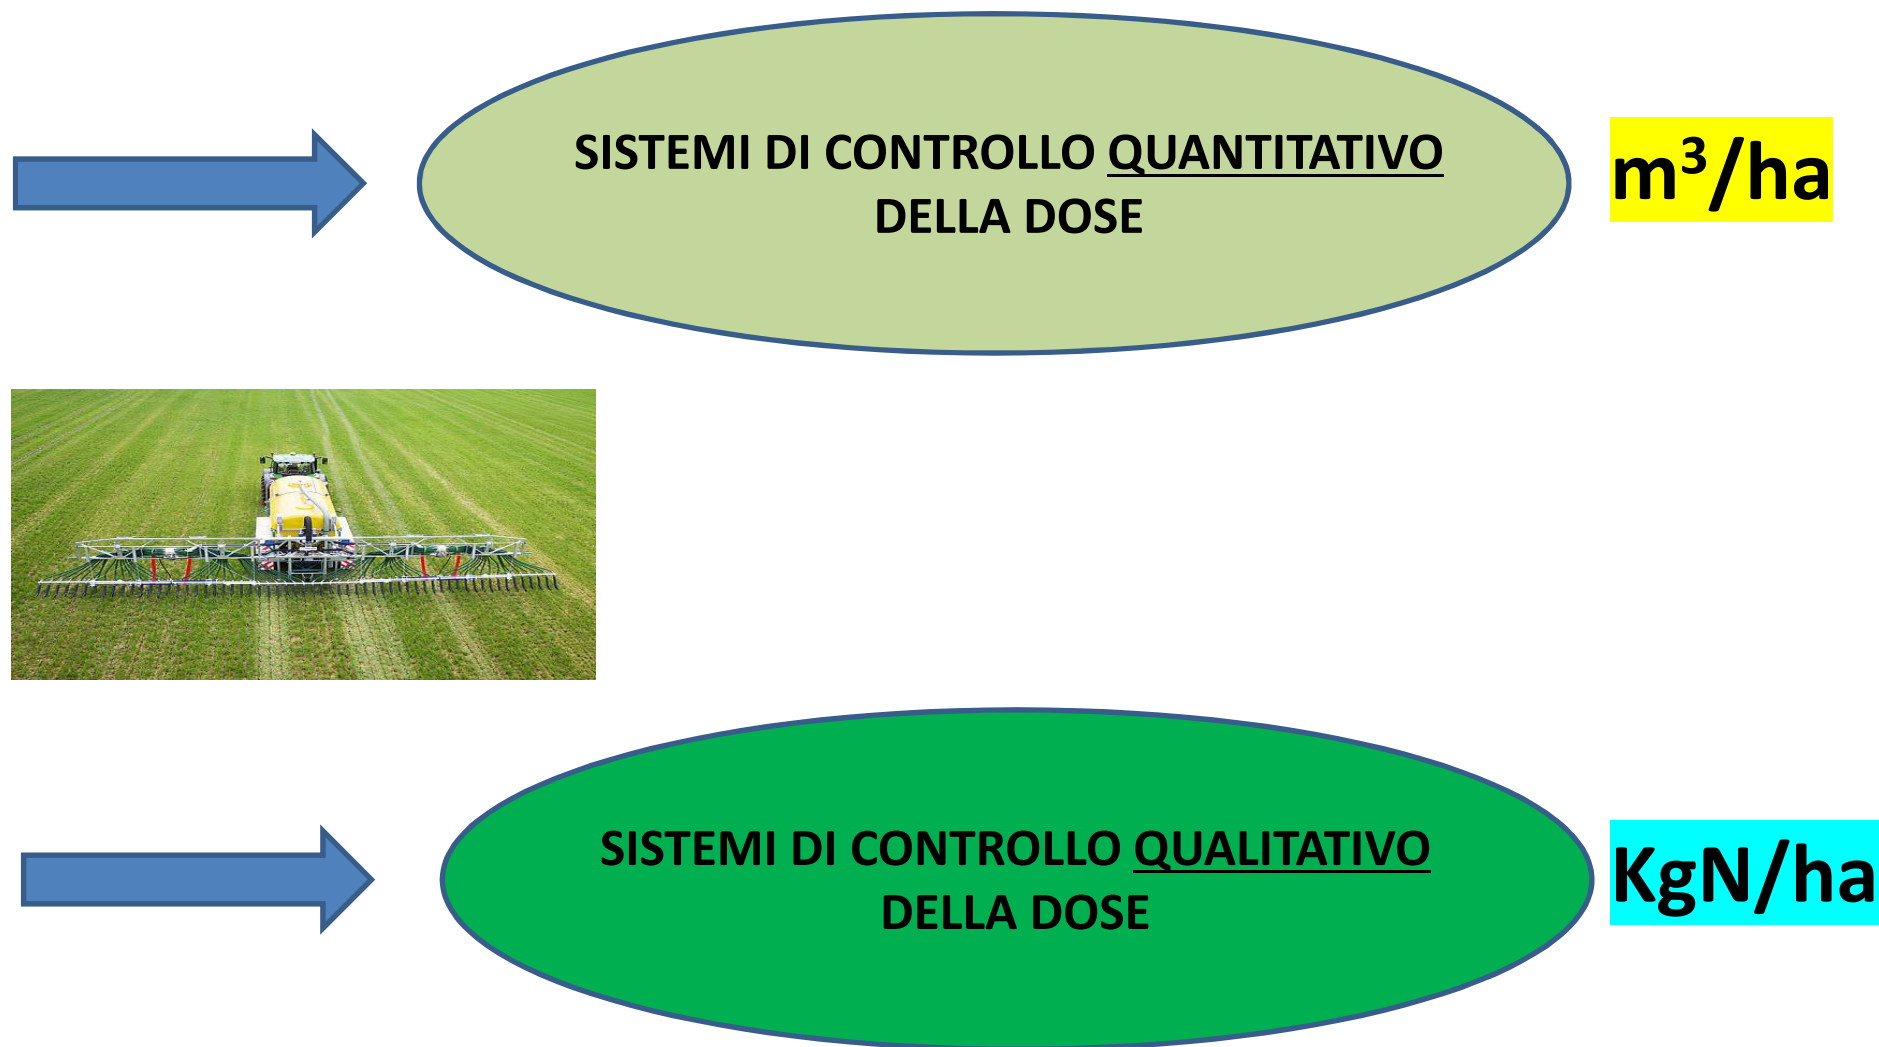 SISTEMI DI CONTROLLO QUANTITATIVO
DELLA DOSE
m³/ha
SISTEMI DI CONTROLLO QUALITATIVO
DELLA DOSE
KgN/ha